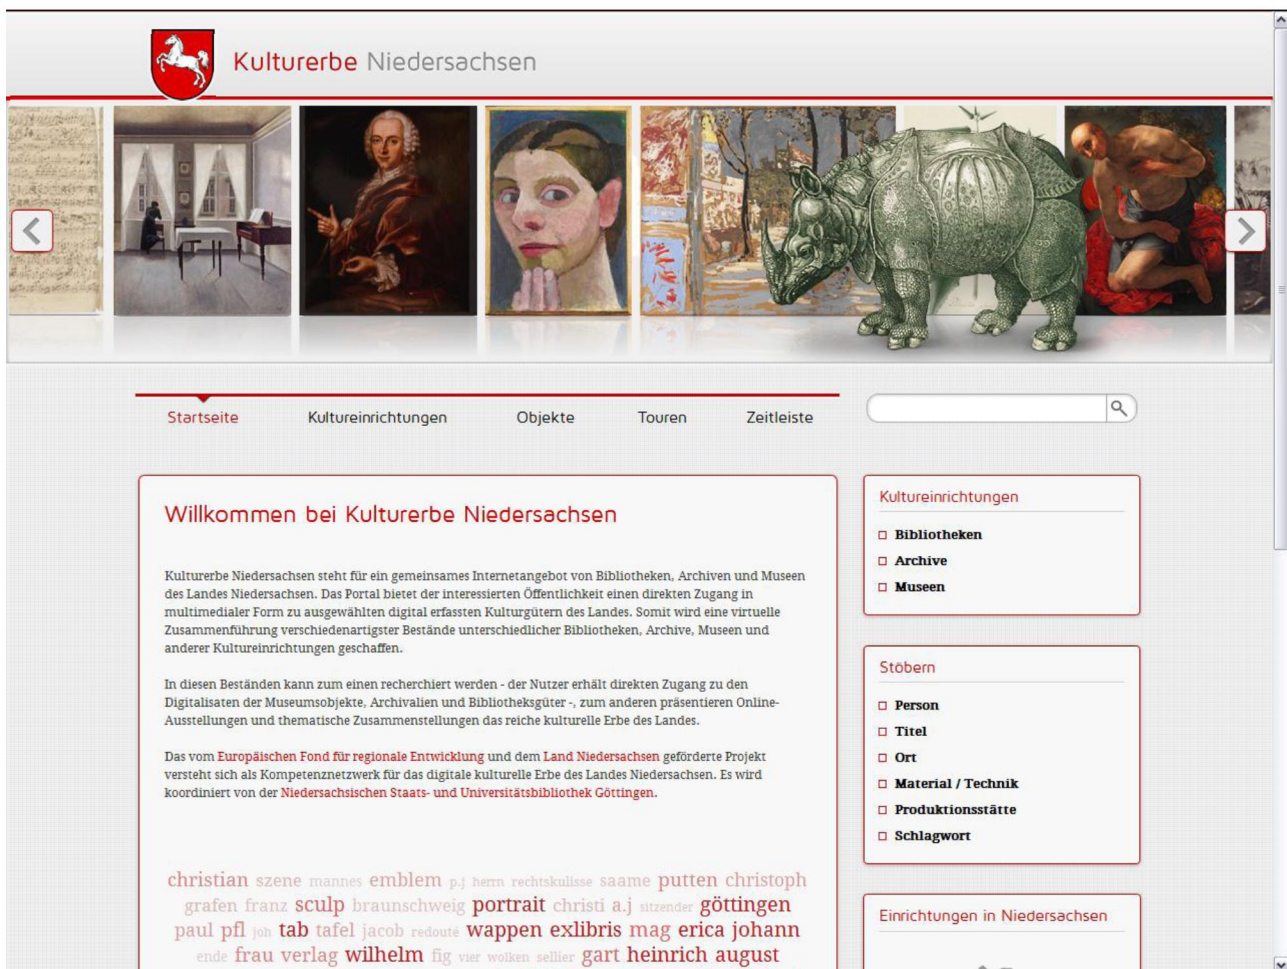 Kulturerbe Niedersachsen
Startseite Kultureinrichtungen Objekte Touren Zeitleiste
Willkommen bei Kulturerbe Niedersachsen
Kulturerbe Niedersachsen steht für ein gemeinsames Internetangebot von Bibliotheken, Archiven und Museen
des Landes Niedersachsen. Das Portal bietet der interessierten Öffentlichkeit einen direkten Zugang in
multimedialer Form zu ausgewählten digital erfassten Kulturgütern des Landes. Somit wird eine virtuelle
Zusammenführung verschiedenartigster Bestände unterschiedlicher Bibliotheken, Archive, Museen und
anderer Kultureinrichtungen geschaffen.
In diesen Beständen kann zum einen recherchiert werden - der Nutzer erhält direkten Zugang zu den
Digitalisaten der Museumsobjekte, Archivalien und Bibliotheksgüter -, zum anderen präsentieren Online-
Ausstellungen und thematische Zusammenstellungen das reiche kulturelle Erbe des Landes.
Das vom Europäischen Fond für regionale Entwicklung und dem Land Niedersachsen geförderte Projekt
versteht sich als Kompetenznetzwerk für das digitale kulturelle Erbe des Landes Niedersachsen. Es wird
koordiniert von der Niedersachsischen Staats- und Universitätsbibliothek Göttingen.
christian szene mannes emblem p.j herrn rechtskulisse saame putten christoph
grafen franz sculp braunschweig portrait christi a.j sitzender göttingen
paul pfl joh tab tafel jacob redouté wappen exlibris mag erica johann
ende frau verlag wilhelm fig vier wolken sellier gart heinrich august
Kultureinrichtungen
Bibliotheken
Archive
Museen
Stöbern
Person
Titel
Ort
Material / Technik
Produktionsstätte
Schlagwort
Einrichtungen in Niedersachsen